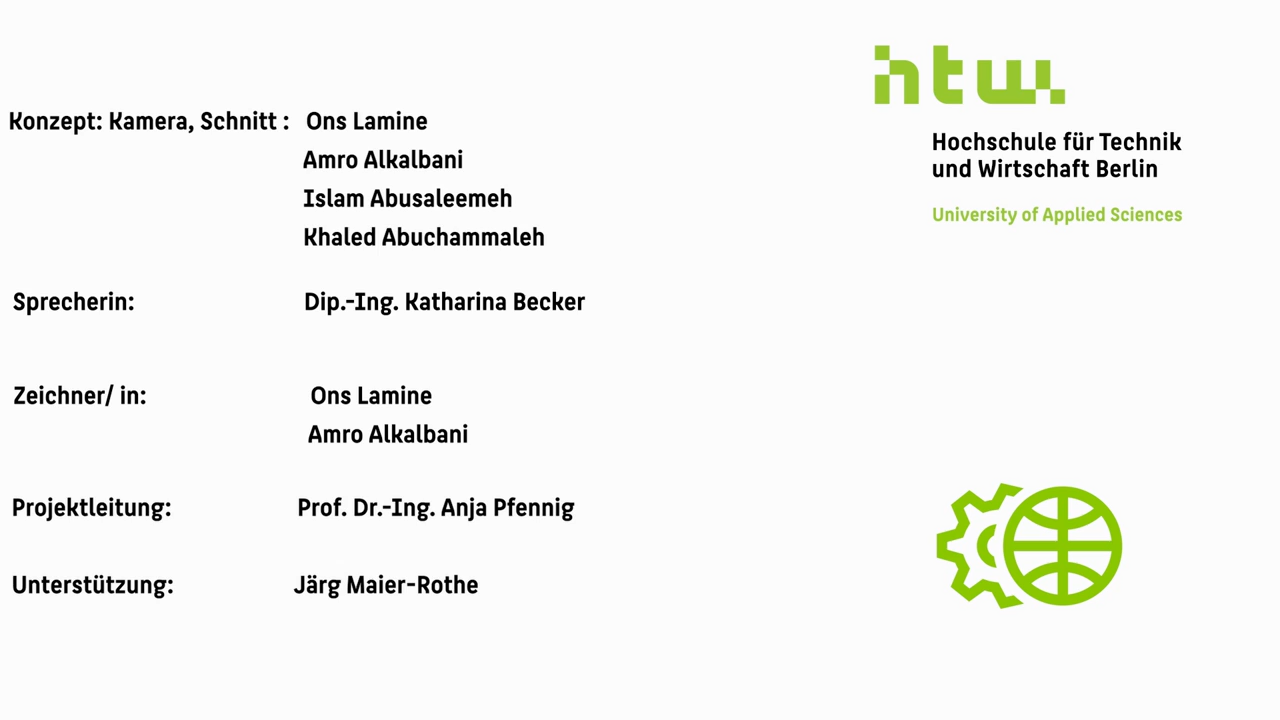 Konzept: Kamera, Schnitt : Ons Lamine
Amro Alkalbani
Islam Abusaleemeh
Khaled Abuchammaleh
Sprecherin: Dip.-Ing. Katharina Becker
Zeichner/ in: Ons Lamine
Amro Alkalbani
Projektleitung: Prof. Dr.-Ing. Anja Pfennig
Unterstützung: Järg Maier-Rothe
htw.
Hochschule für Technik
und Wirtschaft Berlin
University of Applied Sciences